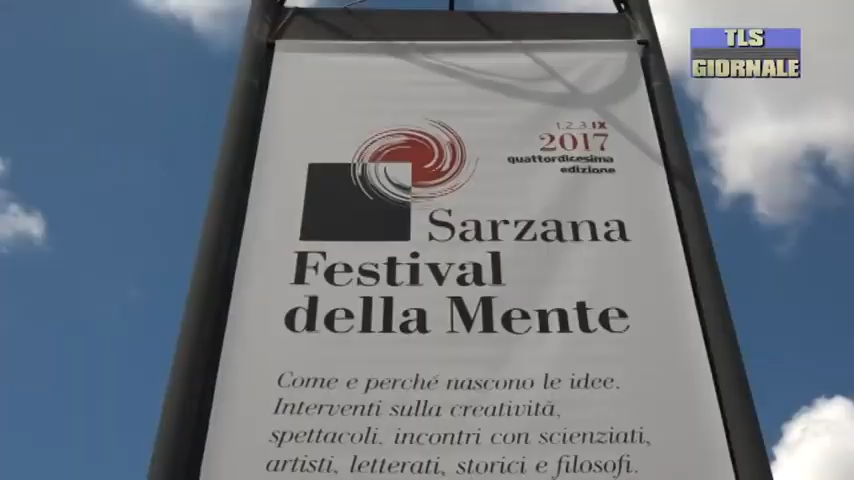 TLS
GIORNALE
1.2.3.IX
2017
quattordicesima
edizione
Sarzana
Festival
della Mente
Come e perché nascono le idee.
Interventi sulla creatività,
spettacoli, incontri con scienziati,
artisti, letterati, storici e filosofi.